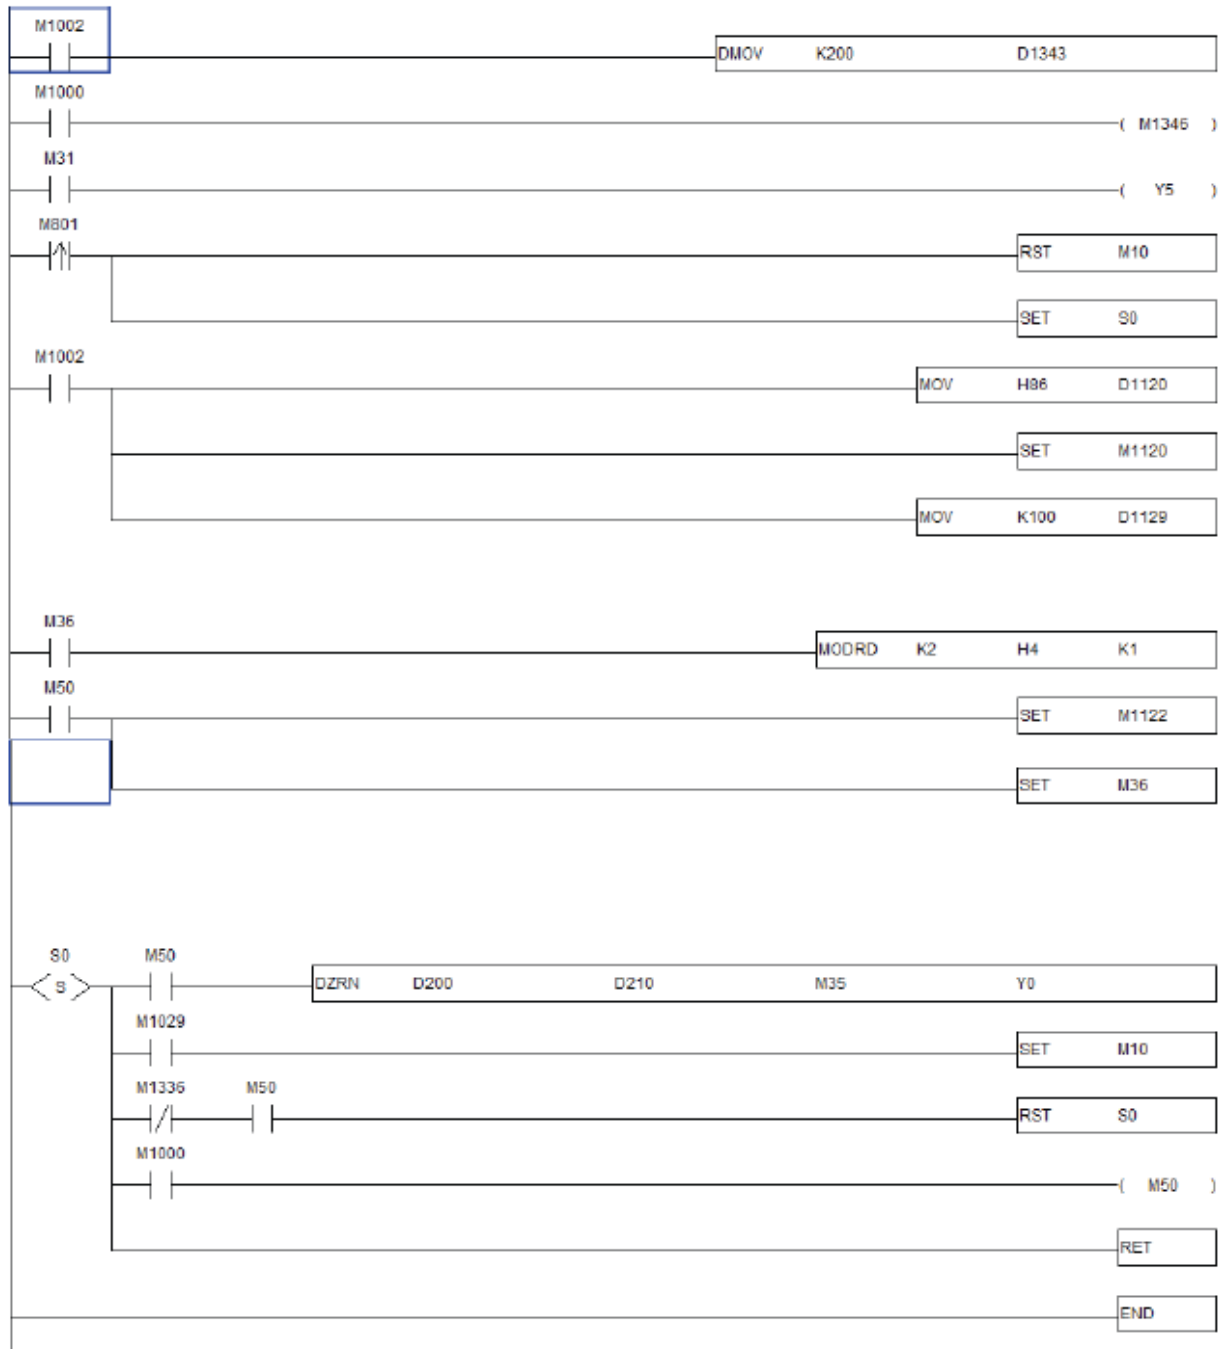 M1002
DMOV K200 D1343
M1000
( M1346 )
M31
( Y5 )
M801
RST M10
SET S0
M1002
MOV H86 D1120
SET M1120
MOV K100 D1129
M36
MODRD K2 H4 K1
M50
SET M1122
SET M36
S0 M50
S
DZRN D200 D210 M35 Y0
M1029
SET M10
M1336 M50
RST S0
M1000
( M50 )
RET
END